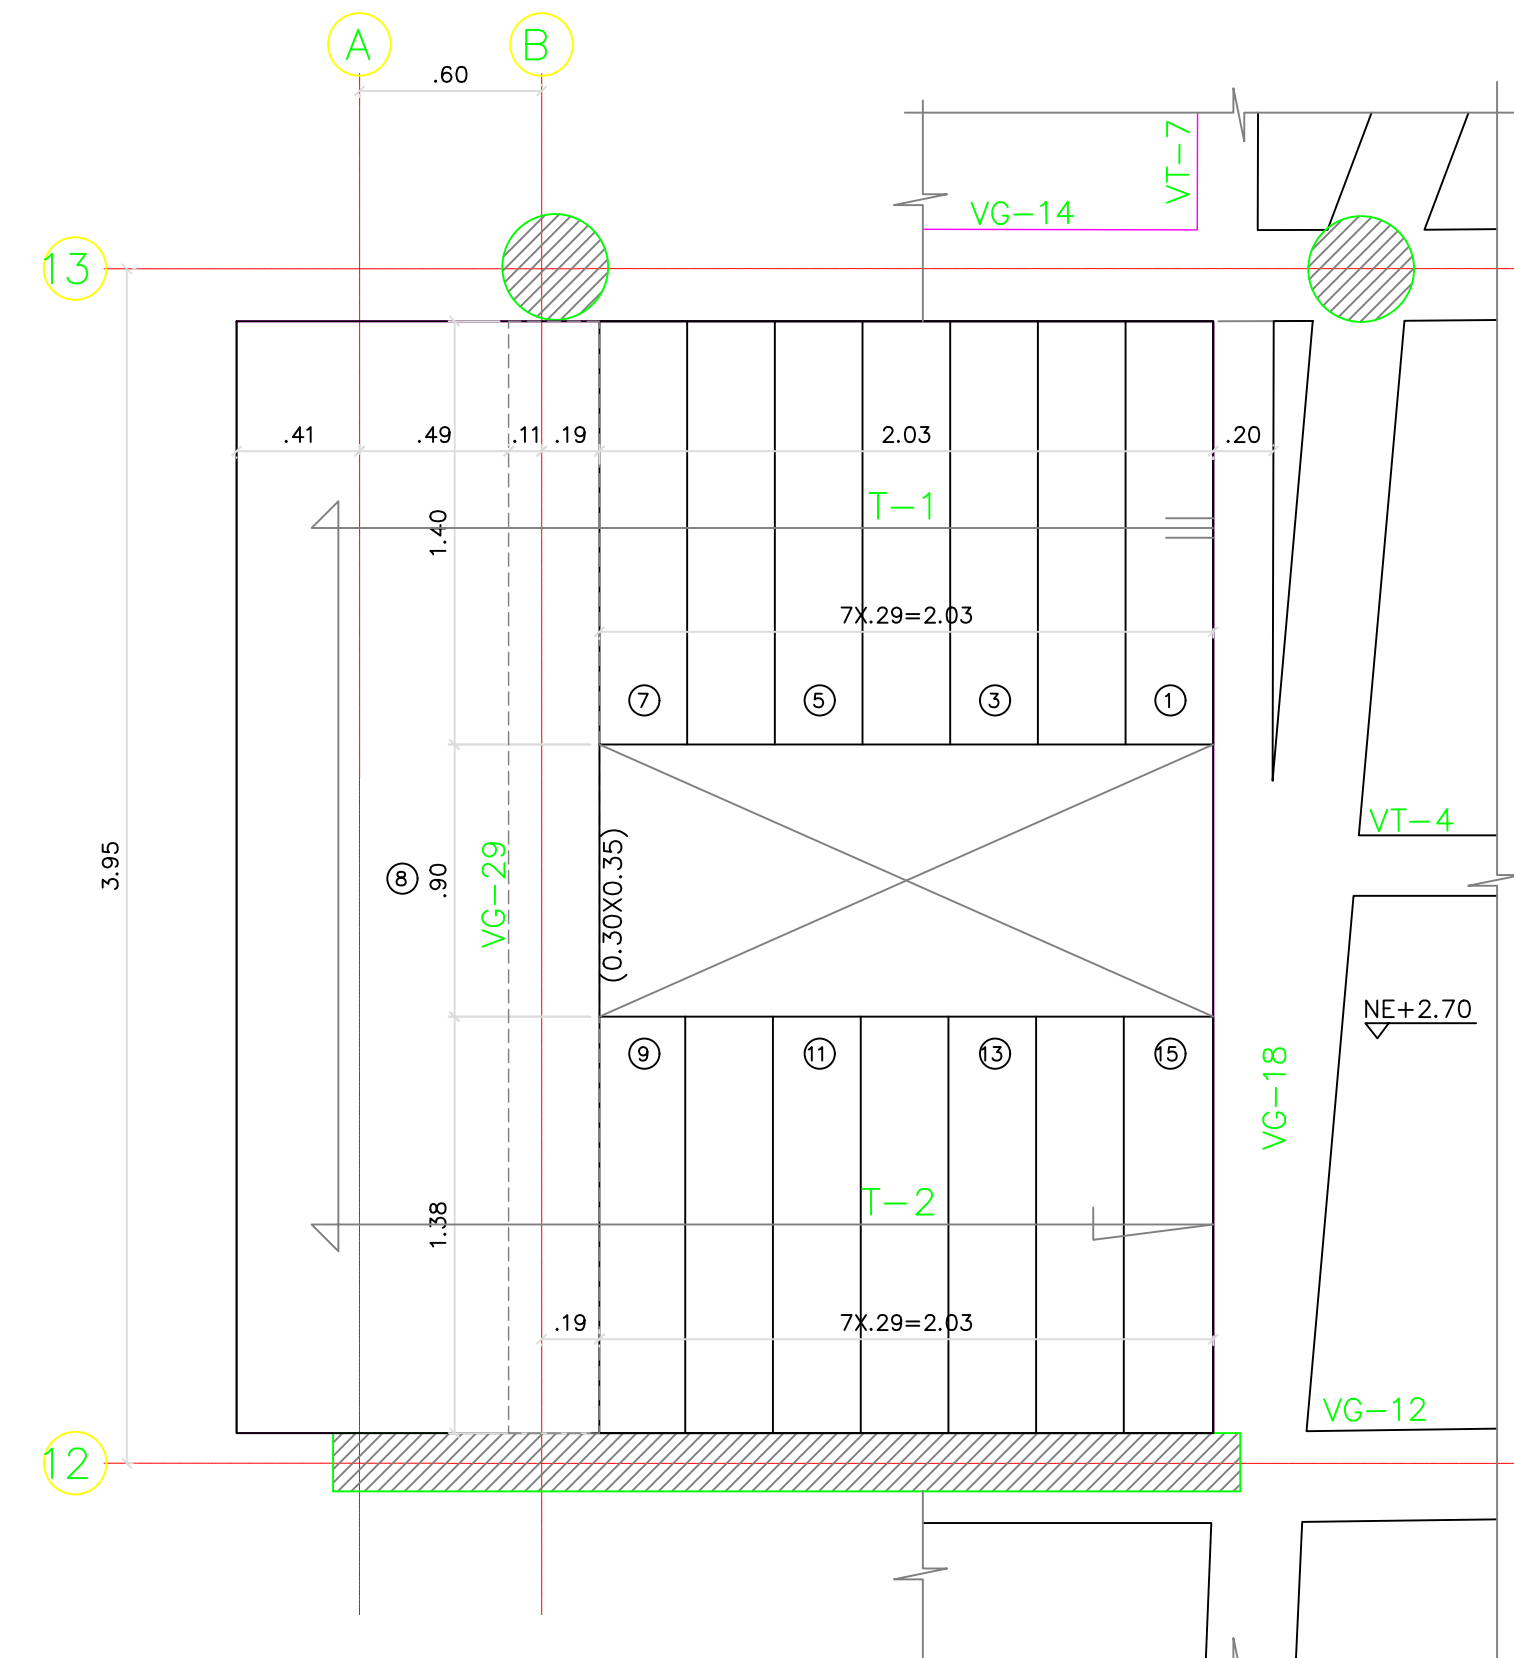 A
B
.60
VT-7
VG-14
13
.41
.49
.11
.19
2.03
.20
T-1
1.40
7X.29=2.03
7
5
3
1
VT-4
3.95
8
.90
VG-29
(0.30X0.35)
NE+2.70
9
11
13
15
VG-18
T-2
1.38
.19
7X.29=2.03
VG-12
12